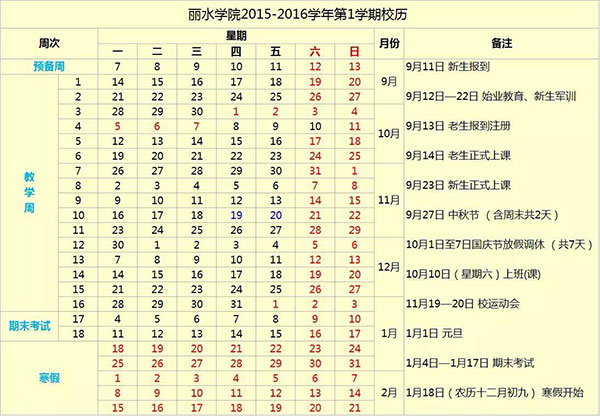 丽水学院2015-2016学年第1学期校历
周次 星期 月份 备注
一 二 三 四 五 六 日
预备周 7 8 9 10 11 12 13 9月 9月11日 新生报到
教学周 1 14 15 16 17 18 19 20
2 21 22 23 24 25 26 27 9月12日—22日 始业教育、新生军训
3 28 29 30 1 2 3 4 10月
4 5 6 7 8 9 10 11 9月13日 老生报到注册
5 12 13 14 15 16 17 18
6 19 20 21 22 23 24 25 9月14日 老生正式上课
7 26 27 28 29 30 31 1 11月
8 2 3 4 5 6 7 8 9月23日 新生正式上课
9 9 10 11 12 13 14 15
10 16 17 18 19 20 21 22 9月27日 中秋节 （含周末共2天）
11 23 24 25 26 27 28 29
12 30 1 2 3 4 5 6 12月 10月1日至7日国庆节放假调休 （共7天）
13 7 8 9 10 11 12 13
14 14 15 16 17 18 19 20 10月10日（星期六）上班(课)
15 21 22 23 24 25 26 27
16 28 29 30 31 1 2 3 1月 11月19—20日 校运动会
期末考试 17 4 5 6 7 8 9 10
18 11 12 13 14 15 16 17 1月1日 元旦
寒假 18 19 20 21 22 23 24
25 26 27 28 29 30 31 1月4日—1月17日 期末考试
1 2 3 4 5 6 7 2月
8 9 10 11 12 13 14 1月18日（农历十二月初九） 寒假开始
15 16 17 18 19 20 21